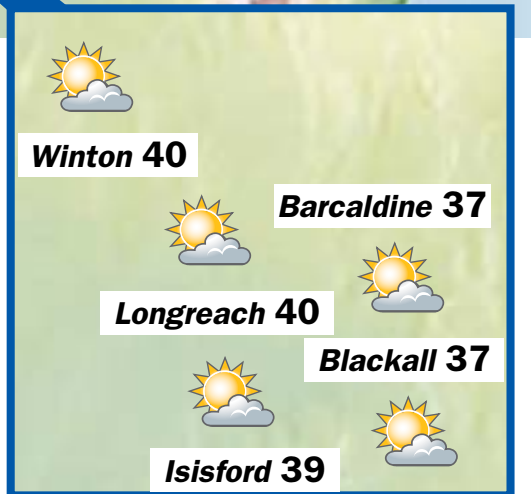 Winton 40
Barcaldine 37
Longreach 40
Blackall 37
Isisford 39